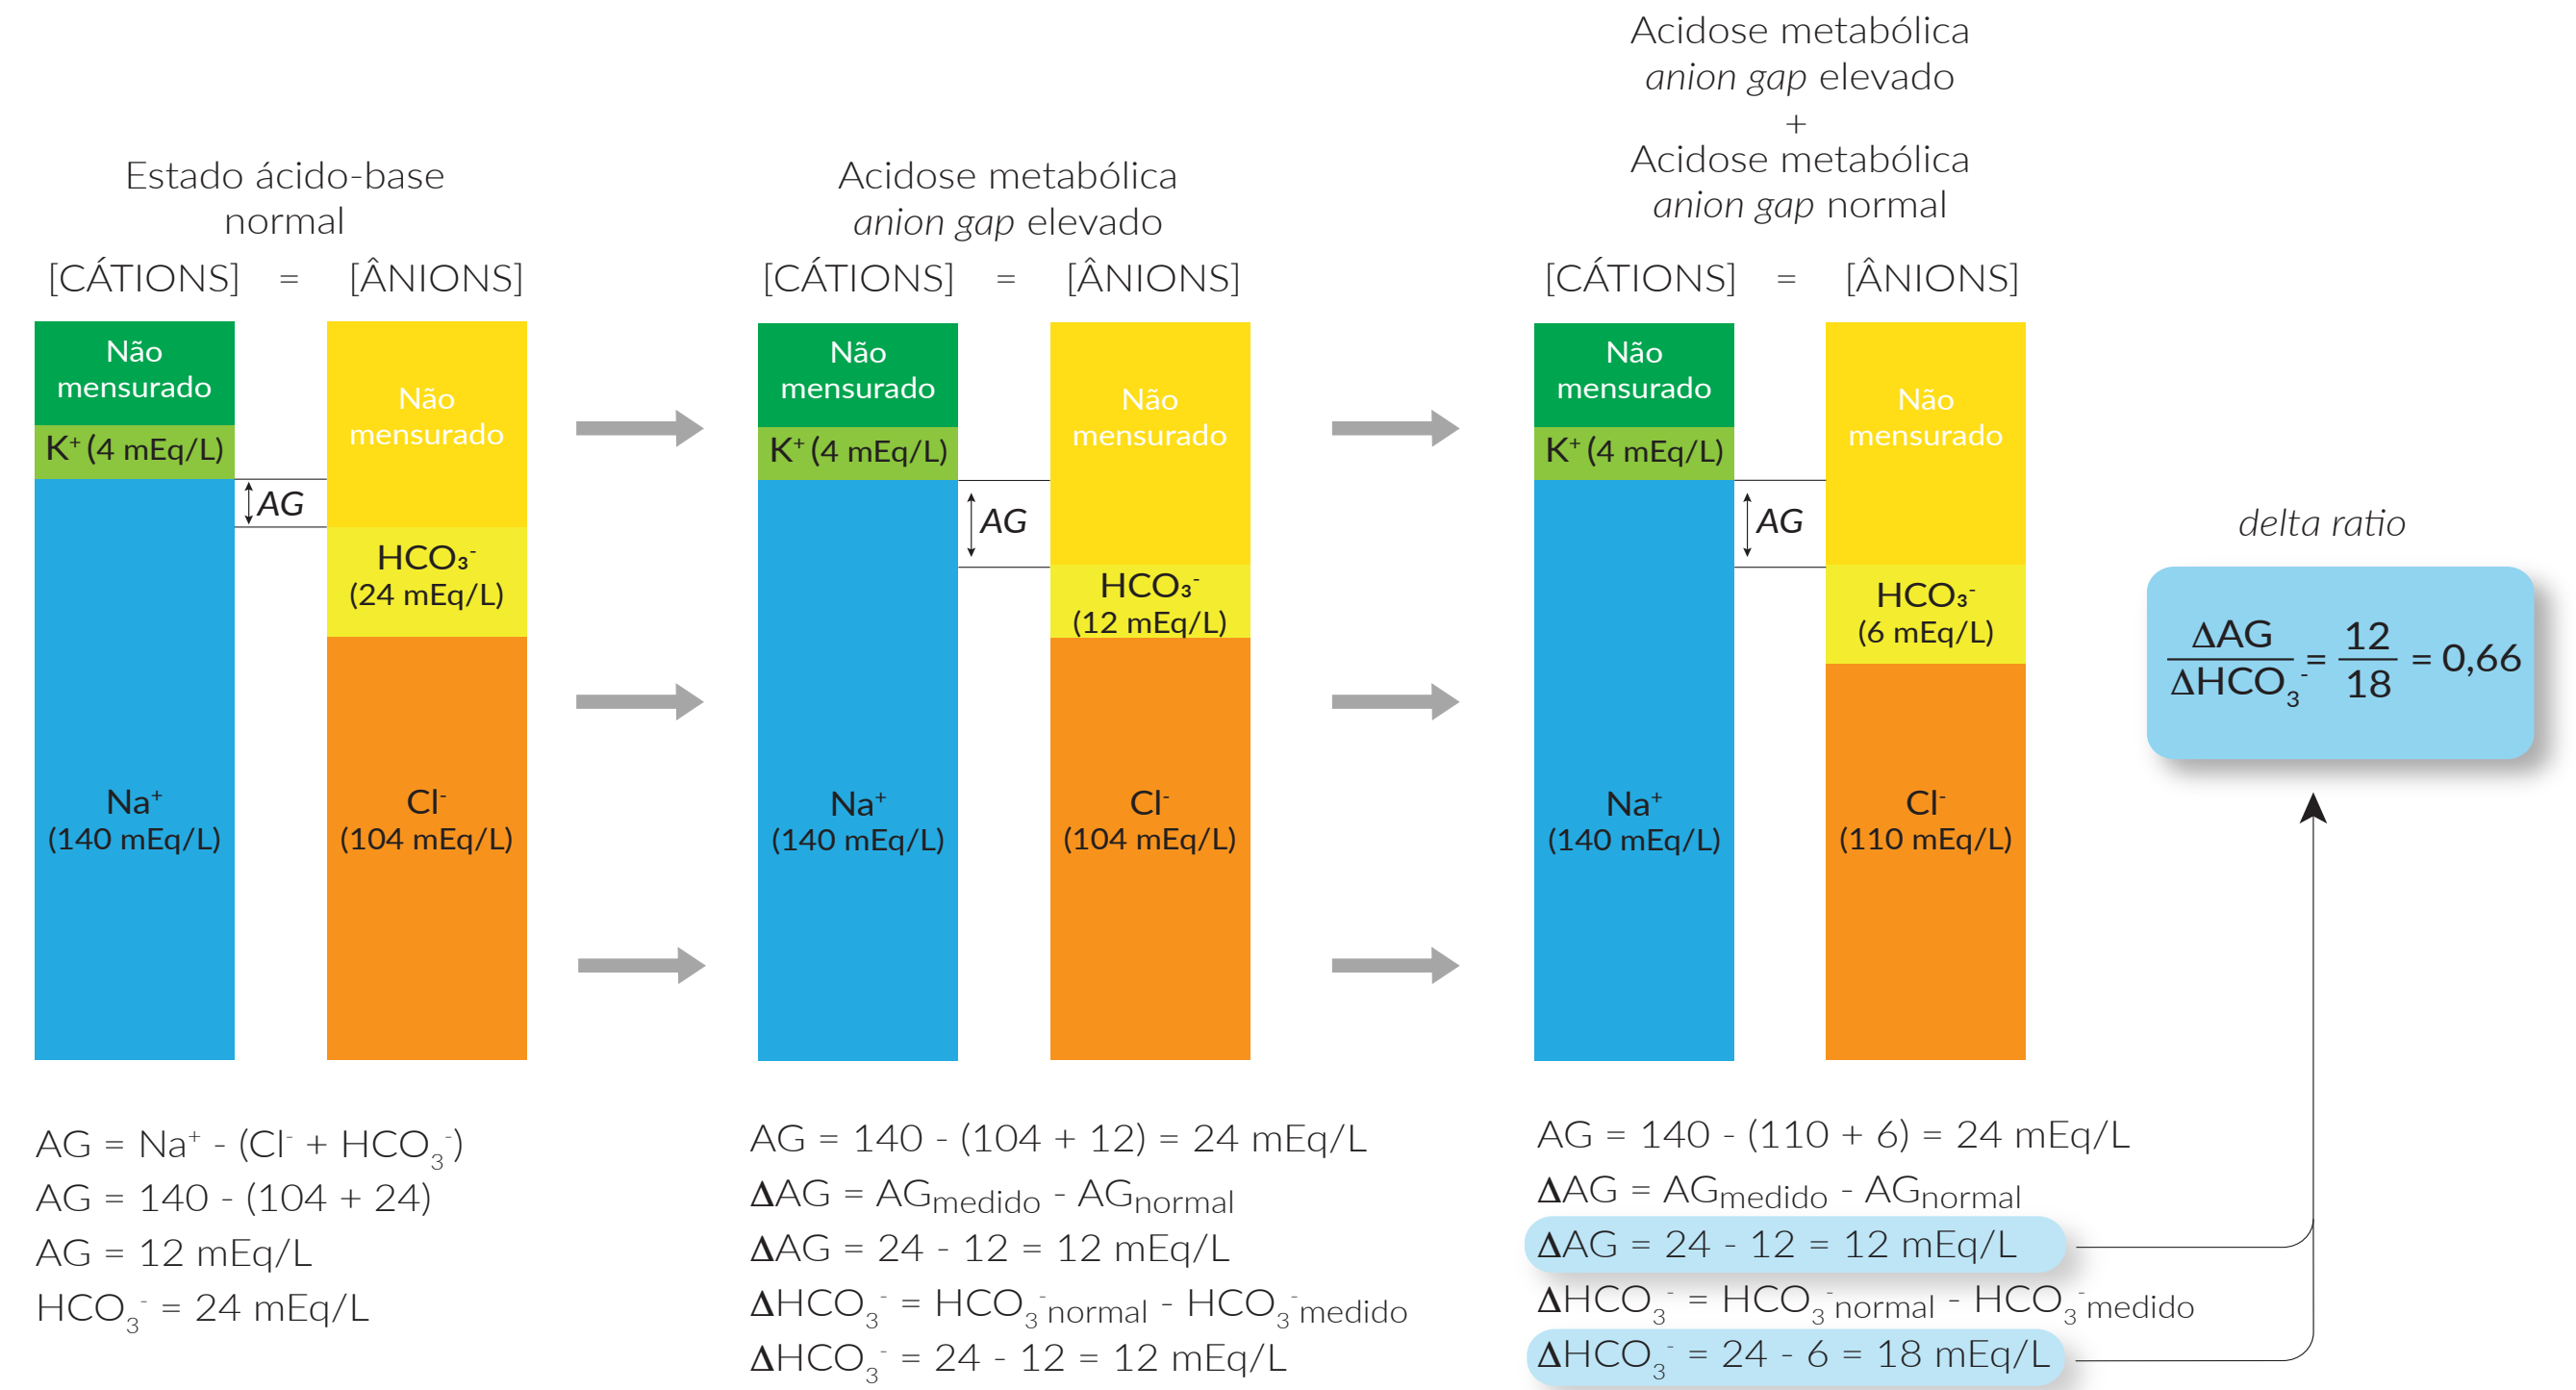 Estado ácido-base
normal
[CÁTIONS] = [ÂNIONS]
Não
mensurado
K⁺ (4 mEq/L)
Na⁺
(140 mEq/L)
AG
Não
mensurado
HCO₃⁻
(24 mEq/L)
Cl⁻
(104 mEq/L)
AG = Na⁺ - (Cl⁻ + HCO₃⁻)
AG = 140 - (104 + 24)
AG = 12 mEq/L
HCO₃⁻ = 24 mEq/L
Acidose metabólica
anion gap elevado
[CÁTIONS] = [ÂNIONS]
Não
mensurado
K⁺ (4 mEq/L)
Na⁺
(140 mEq/L)
AG
Não
mensurado
HCO₃⁻
(12 mEq/L)
Cl⁻
(104 mEq/L)
AG = 140 - (104 + 12) = 24 mEq/L
ΔAG = AGmedido - AGnormal
ΔAG = 24 - 12 = 12 mEq/L
ΔHCO₃⁻ = HCO₃⁻normal - HCO₃⁻medido
ΔHCO₃⁻ = 24 - 12 = 12 mEq/L
Acidose metabólica
anion gap elevado
+
Acidose metabólica
anion gap normal
[CÁTIONS] = [ÂNIONS]
Não
mensurado
K⁺ (4 mEq/L)
Na⁺
(140 mEq/L)
AG
Não
mensurado
HCO₃⁻
(6 mEq/L)
Cl⁻
(110 mEq/L)
AG = 140 - (110 + 6) = 24 mEq/L
ΔAG = AGmedido - AGnormal
ΔAG = 24 - 12 = 12 mEq/L
ΔHCO₃⁻ = HCO₃⁻normal - HCO₃⁻medido
ΔHCO₃⁻ = 24 - 6 = 18 mEq/L
delta ratio
ΔAG/ΔHCO₃⁻ = 12/18 = 0,66